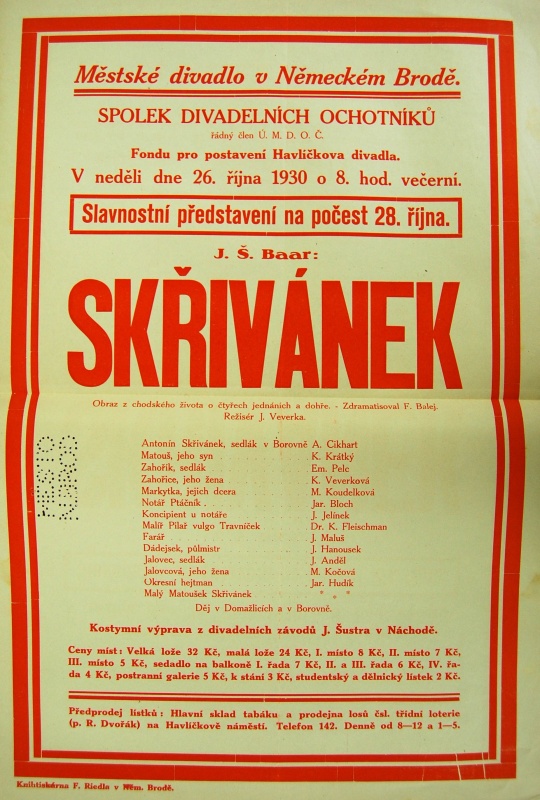 Městské divadlo v Německém Brodě.
SPOLEK DIVADELNÍCH OCHOTNÍKŮ
řádný člen Ú. M. D. O. Č.
Fondu pro postavení Havlíčkova divadla.
V neděli dne 26. října 1930 o 8. hod. večerní.
Slavnostní představení na počest 28. října.
J. Š. Baar:
SKŘIVÁNEK
Obraz z chodského života o čtyřech jednáních a dohře. - Zdramatisoval F. Balej.
Režisér J. Veverka.
Antonín Skřivánek, sedlák v Borovně A. Cikhart
Matouš, jeho syn K. Krátký
Zahořík, sedlák Em. Pelc
Zahořice, jeho žena K. Veverková
Markytka, jejich dcera M. Koudelková
Notář Ptáčník Jar. Bloch
Koncipient u notáře J. Jelínek
Malíř Pilaž vulgo Travníček Dr. K. Fleischman
Farář J. Maluš
Dádejsek, půlmistr J. Hanousek
Jalovec, sedlák J. Anděl
Jalovcová, jeho žena M. Kočová
Okresní hejtman Jar. Hudík
Malý Matoušek Skřivánek * * *
Děj v Domažlicích a v Borovně.
Kostymní výprava z divadelních závodů J. Šustra v Náchodě.
Ceny míst: Velká lože 32 Kč, malá lože 24 Kč, I. místo 8 Kč, II. místo 7 Kč,
III. místo 5 Kč, sedadlo na balkoně I. řada 7 Kč, II. a III. řada 6 Kč, IV. řa-
da 4 Kč, postranní galerie 5 Kč, k stání 3 Kč, studentský a dělnický lístek 2 Kč.
Předprodej lístků: Hlavní sklad tabáku a prodejna losů čsl. třídní loterie
(p. R. Dvořák) na Havlíčkově náměstí. Telefon 142. Denně od 8—12 a 1—5.
Knihtiskárna F. Riedla v Něm. Brodě.